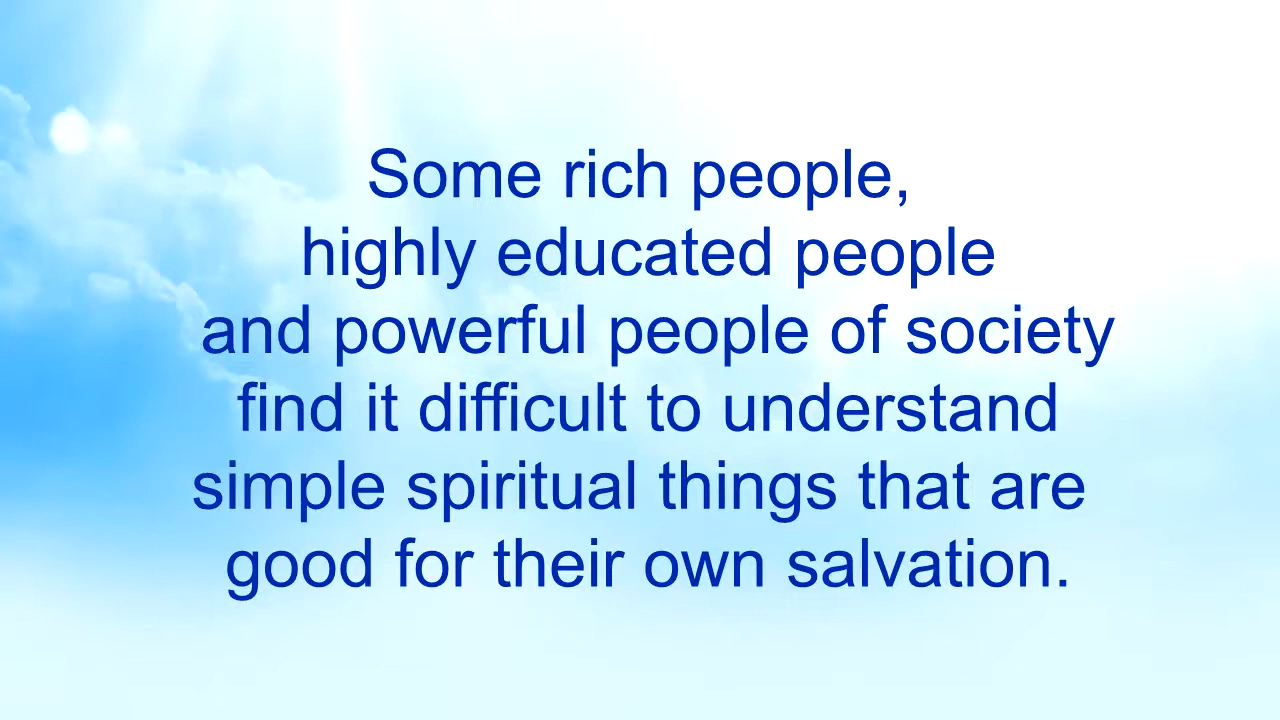 Some rich people,
highly educated people
and powerful people of society
find it difficult to understand
simple spiritual things that are
good for their own salvation.